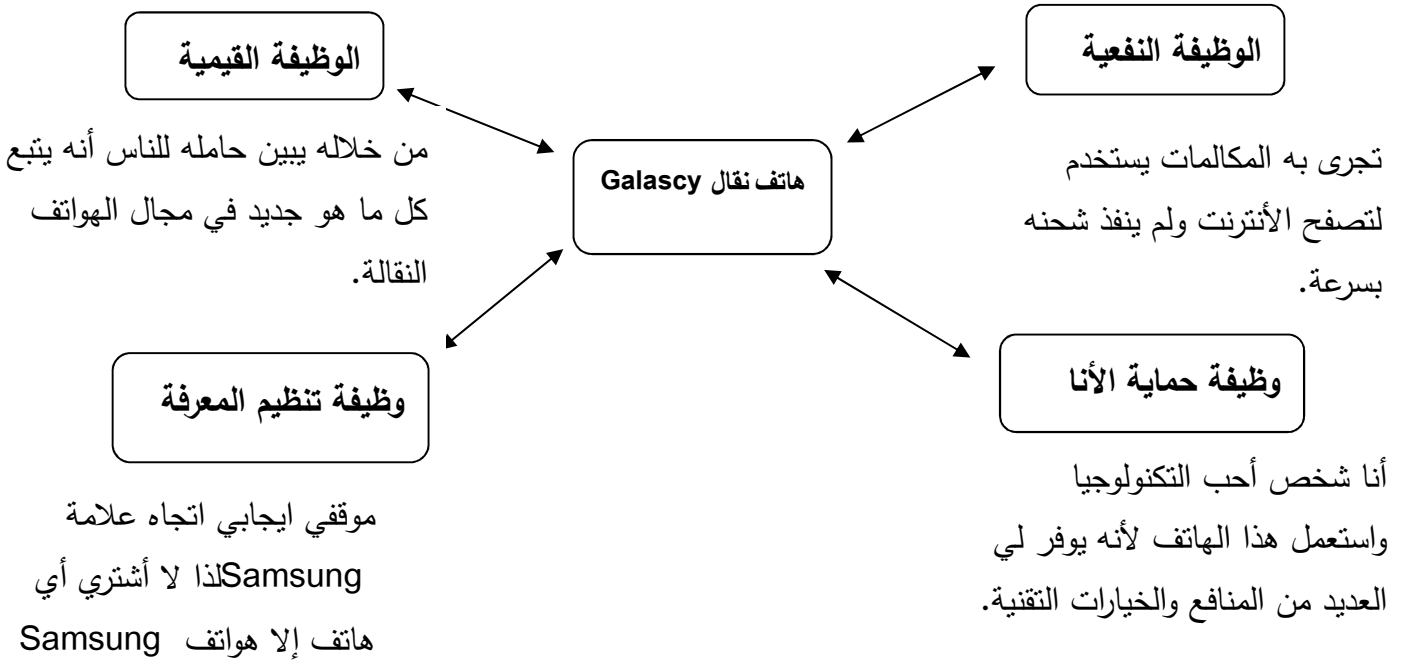 الوظيفة النفعية
تجرى به المكالمات يستخدم
لتصفح الأنترنت ولم ينفذ شحنه
بسرعة.
الوظيفة القيمية
من خلاله يبين حامله للناس أنه يتبع
كل ما هو جديد في مجال الهواتف
النقالة.
هاتف نقال Galascy
وظيفة حماية الأنا
أنا شخص أحب التكنولوجيا
واستعمل هذا الهاتف لأنه يوفر لي
العديد من المنافع والخيارات التقنية.
وظيفة تنظيم المعرفة
موقفي ايجابي اتجاه علامة
Samsungلذا لا أشتري أي
هاتف إلا هواتف Samsung